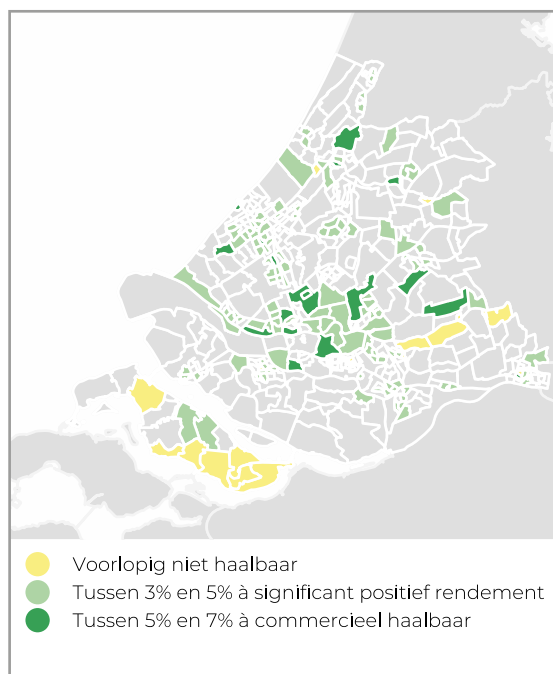 Voorlopig niet haalbaar
Tussen 3% en 5% à significant positief rendement
Tussen 5% en 7% à commercieel haalbaar